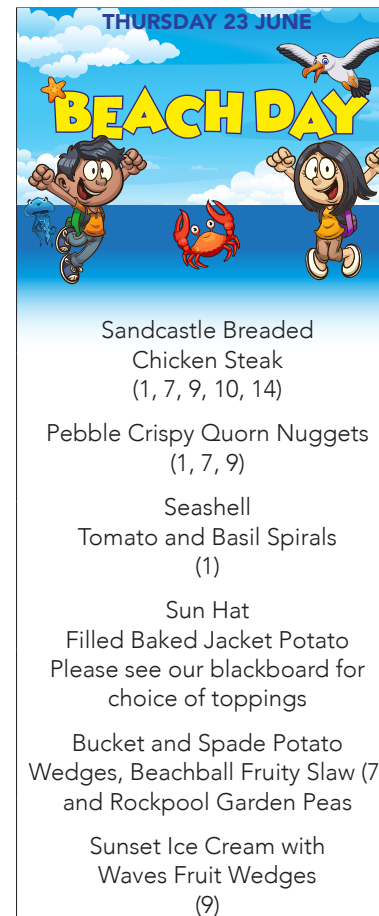 THURSDAY 23 JUNE
BEACH DAY
Sandcastle Breaded
Chicken Steak
(1, 7, 9, 10, 14)
Pebble Crispy Quorn Nuggets
(1, 7, 9)
Seashell
Tomato and Basil Spirals
(1)
Sun Hat
Filled Baked Jacket Potato
Please see our blackboard for
choice of toppings
Bucket and Spade Potato
Wedges, Beachball Fruity Slaw (7
and Rockpool Garden Peas
Sunset Ice Cream with
Waves Fruit Wedges
(9)